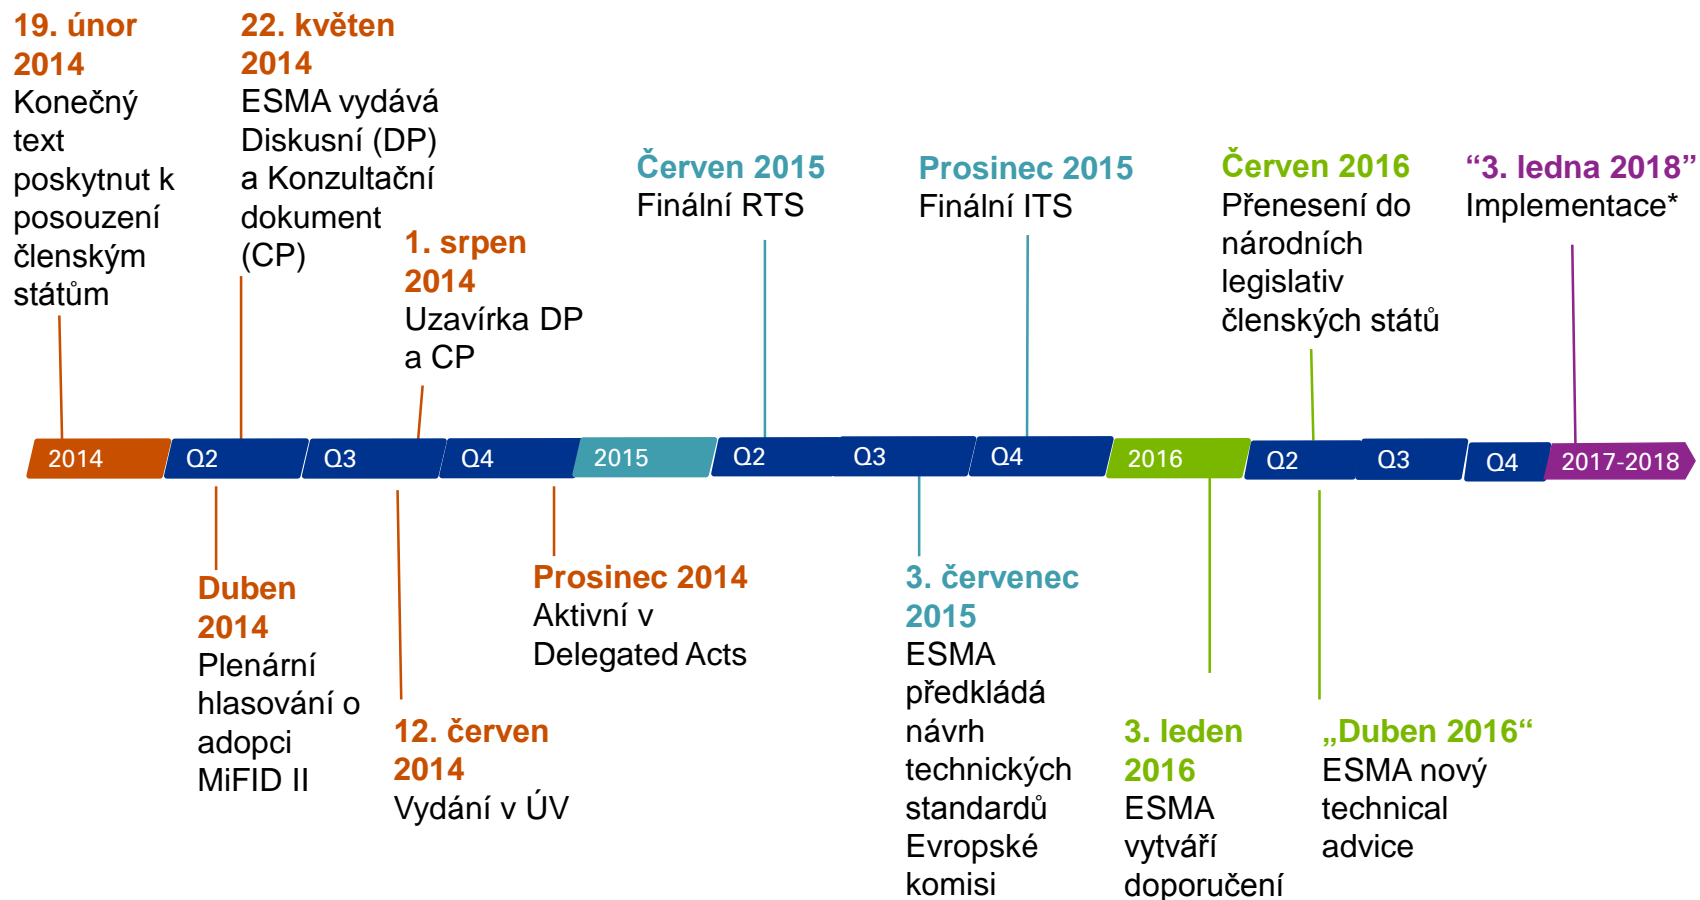 19. únor
2014
Konečný
text
poskytnut k
posouzení
členským
státům
22. květen
2014
ESMA vydává
Diskusní (DP)
a Konzultační
dokument
(CP)
1. srpen
2014
Uzavírka DP
a CP
Červen 2015
Finální RTS
Prosinec 2015
Finální ITS
Červen 2016
Přenesení do
národních
legislativ
členských států
“3. ledna 2018”
Implementace*
2014
Q2
Q3
Q4
2015
Q2
Q3
Q4
2016
Q2
Q3
Q4
2017-2018
Duben
2014
Plenární
hlasování o
adopci
MiFID II
12. červen
2014
Vydání v ÚV
Prosinec 2014
Aktivní v
Delegated Acts
3. červenec
2015
ESMA
předkládá
návrh
technických
standardů
Evropské
komisi
3. leden
2016
ESMA
vytváří
doporučení
„Duben 2016“
ESMA nový
technical
advice